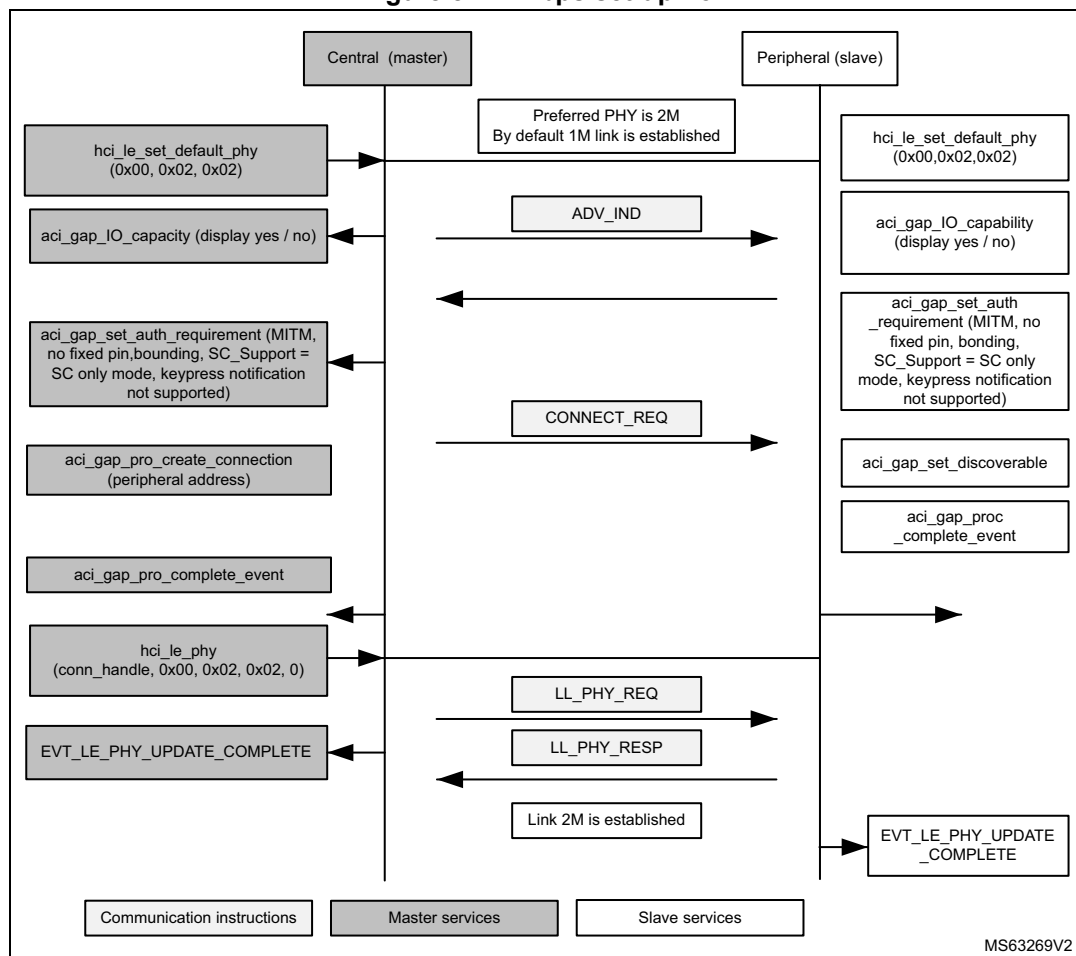 Central (master)
Peripheral (slave)
Preferred PHY is 2M
By default 1M link is established
hci_le_set_default_phy
(0x00, 0x02, 0x02)
hci_le_set_default_phy
(0x00,0x02,0x02)
ADV_IND
aci_gap_IO_capacity (display yes / no)
aci_gap_IO_capability
(display yes / no)
aci_gap_set_auth_requirement (MITM,
no fixed pin,bounding, SC_Support =
SC only mode, keypress notification
not supported)
aci_gap_set_auth
_requirement (MITM, no
fixed pin, bonding,
SC_Support = SC only
mode, keypress notification
not supported)
CONNECT_REQ
aci_gap_pro_create_connection
(peripheral address)
aci_gap_set_discoverable
aci_gap_proc
_complete_event
aci_gap_pro_complete_event
hci_le_phy
(conn_handle, 0x00, 0x02, 0x02, 0)
LL_PHY_REQ
EVT_LE_PHY_UPDATE_COMPLETE
LL_PHY_RESP
Link 2M is established
EVT_LE_PHY_UPDATE
_COMPLETE
Communication instructions
Master services
Slave services
MS63269V2